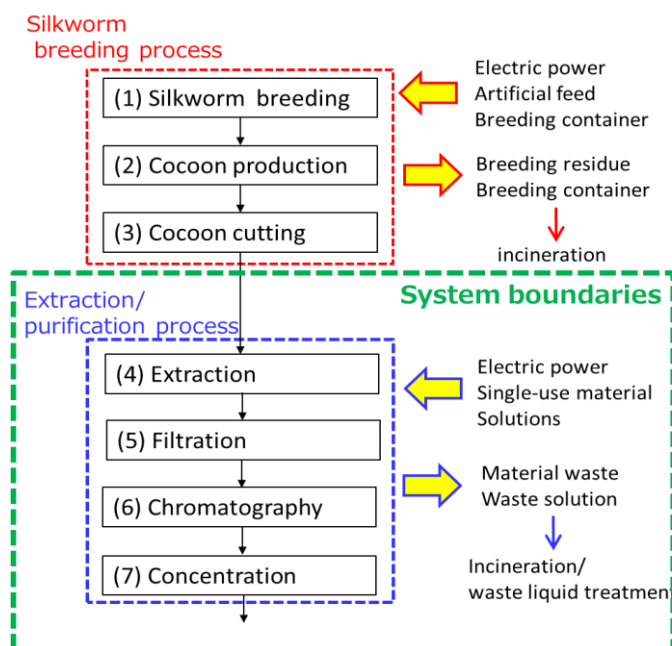 Silkworm
breeding process
(1) Silkworm breeding
(2) Cocoon production
(3) Cocoon cutting
Electric power
Artificial feed
Breeding container
Breeding residue
Breeding container
incineration
System boundaries
Extraction/
purification process
(4) Extraction
(5) Filtration
(6) Chromatography
(7) Concentration
Electric power
Single-use material
Solutions
Material waste
Waste solution
Incineration/
waste liquid treatment